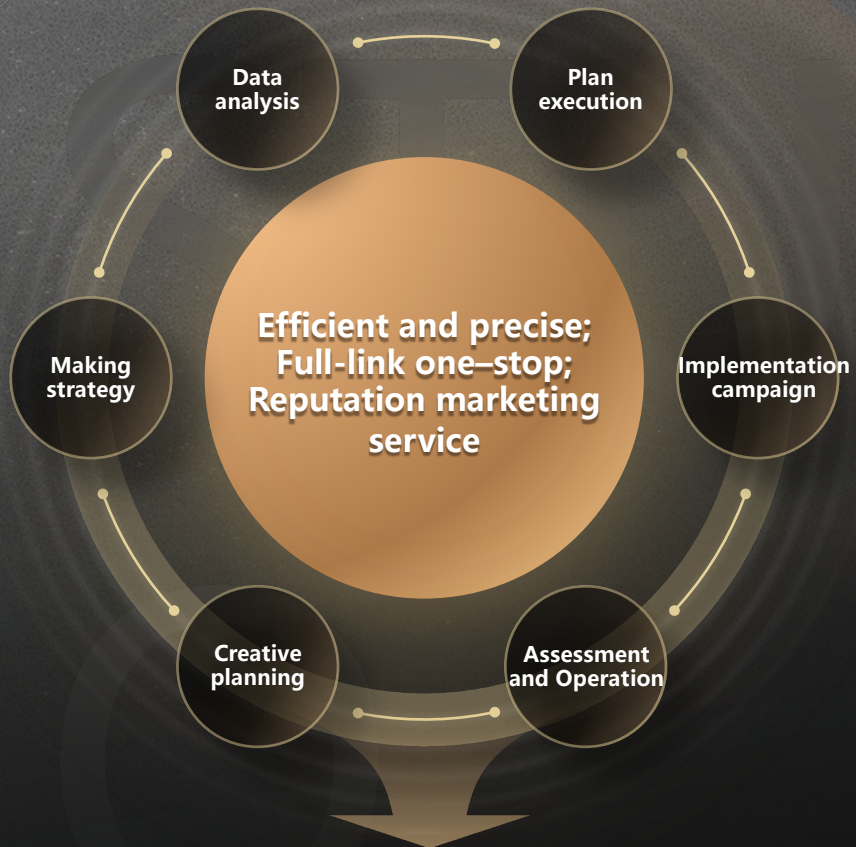 Data
analysis
Plan
execution
Efficient and precise;
Full-link one–stop;
Reputation marketing
service
Making
strategy
Implementation
campaign
Creative
planning
Assessment
and Operation